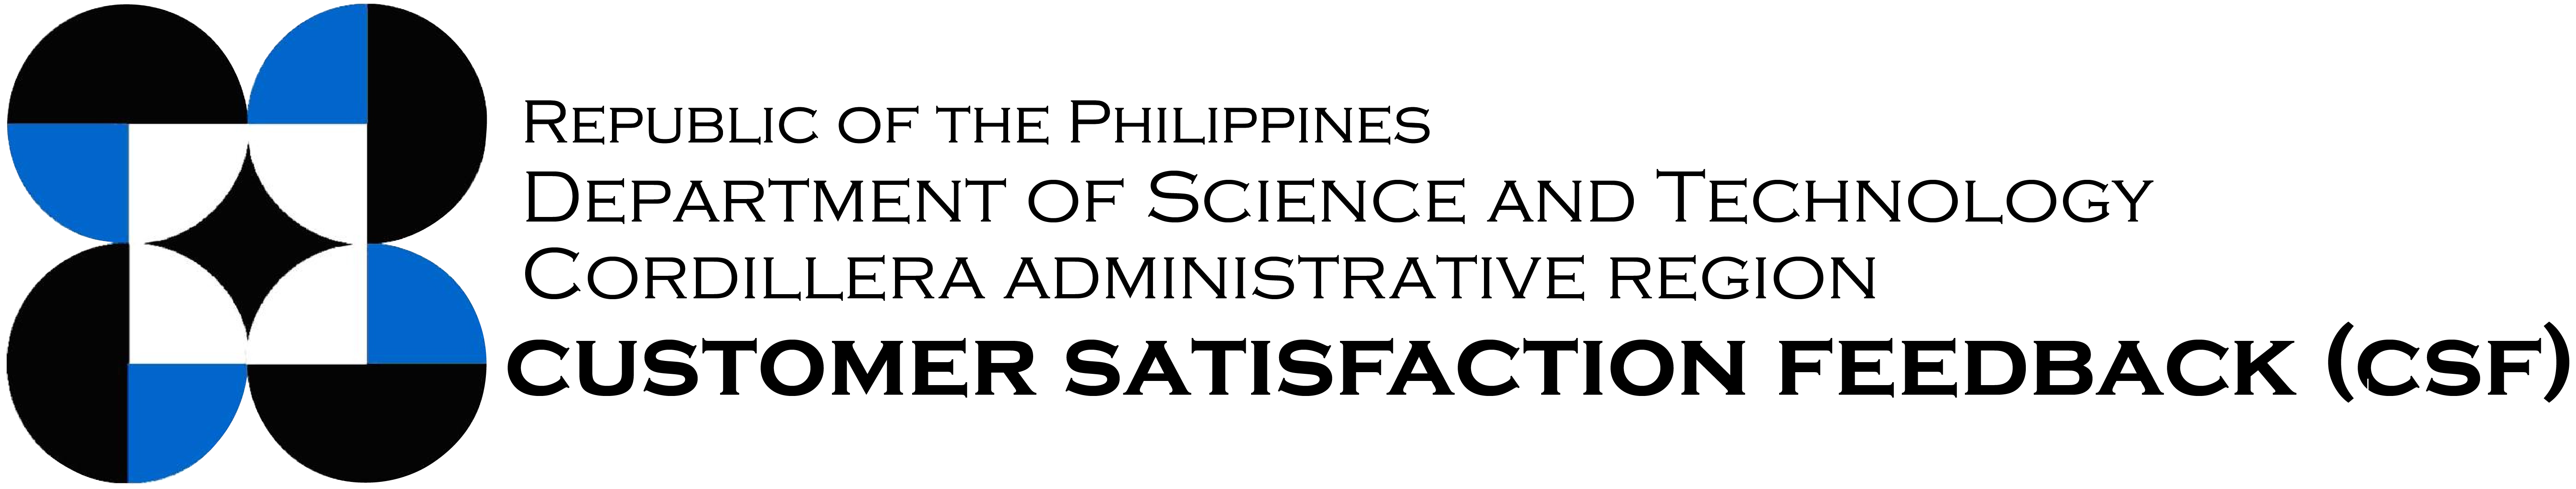 Republic of the Philippines
Department of Science and Technology
Cordillera administrative region
CUSTOMER SATISFACTION FEEDBACK (CSF)